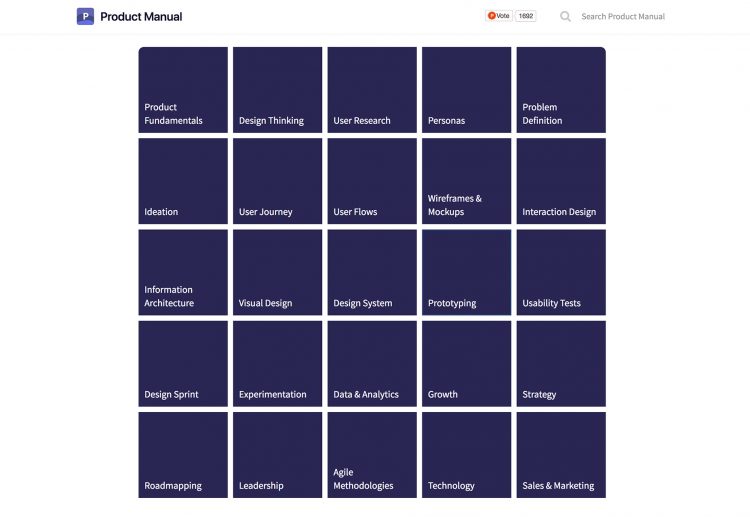 P Product Manual
P Vote 1692
Search Product Manual
Product
Fundamentals
Design Thinking
User Research
Personas
Problem
Definition
Ideation
User Journey
User Flows
Wireframes &
Mockups
Interaction Design
Information
Architecture
Visual Design
Design System
Prototyping
Usability Tests
Design Sprint
Experimentation
Data & Analytics
Growth
Strategy
Roadmapping
Leadership
Agile
Methodologies
Technology
Sales & Marketing